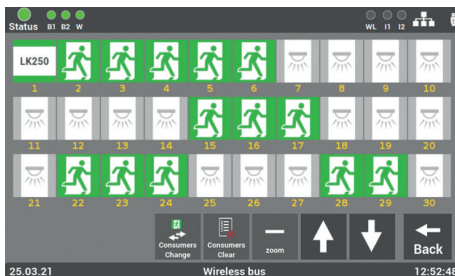 Status B1 B2 W WL I1 I2
LK250
1 2 3 4 5 6 7 8 9 10
11 12 13 14 15 16 17 18 19 20
21 22 23 24 25 26 27 28 29 30
Consumers Change
Consumers Clear
zoom
Back
25.03.21 Wireless bus 12:52:48